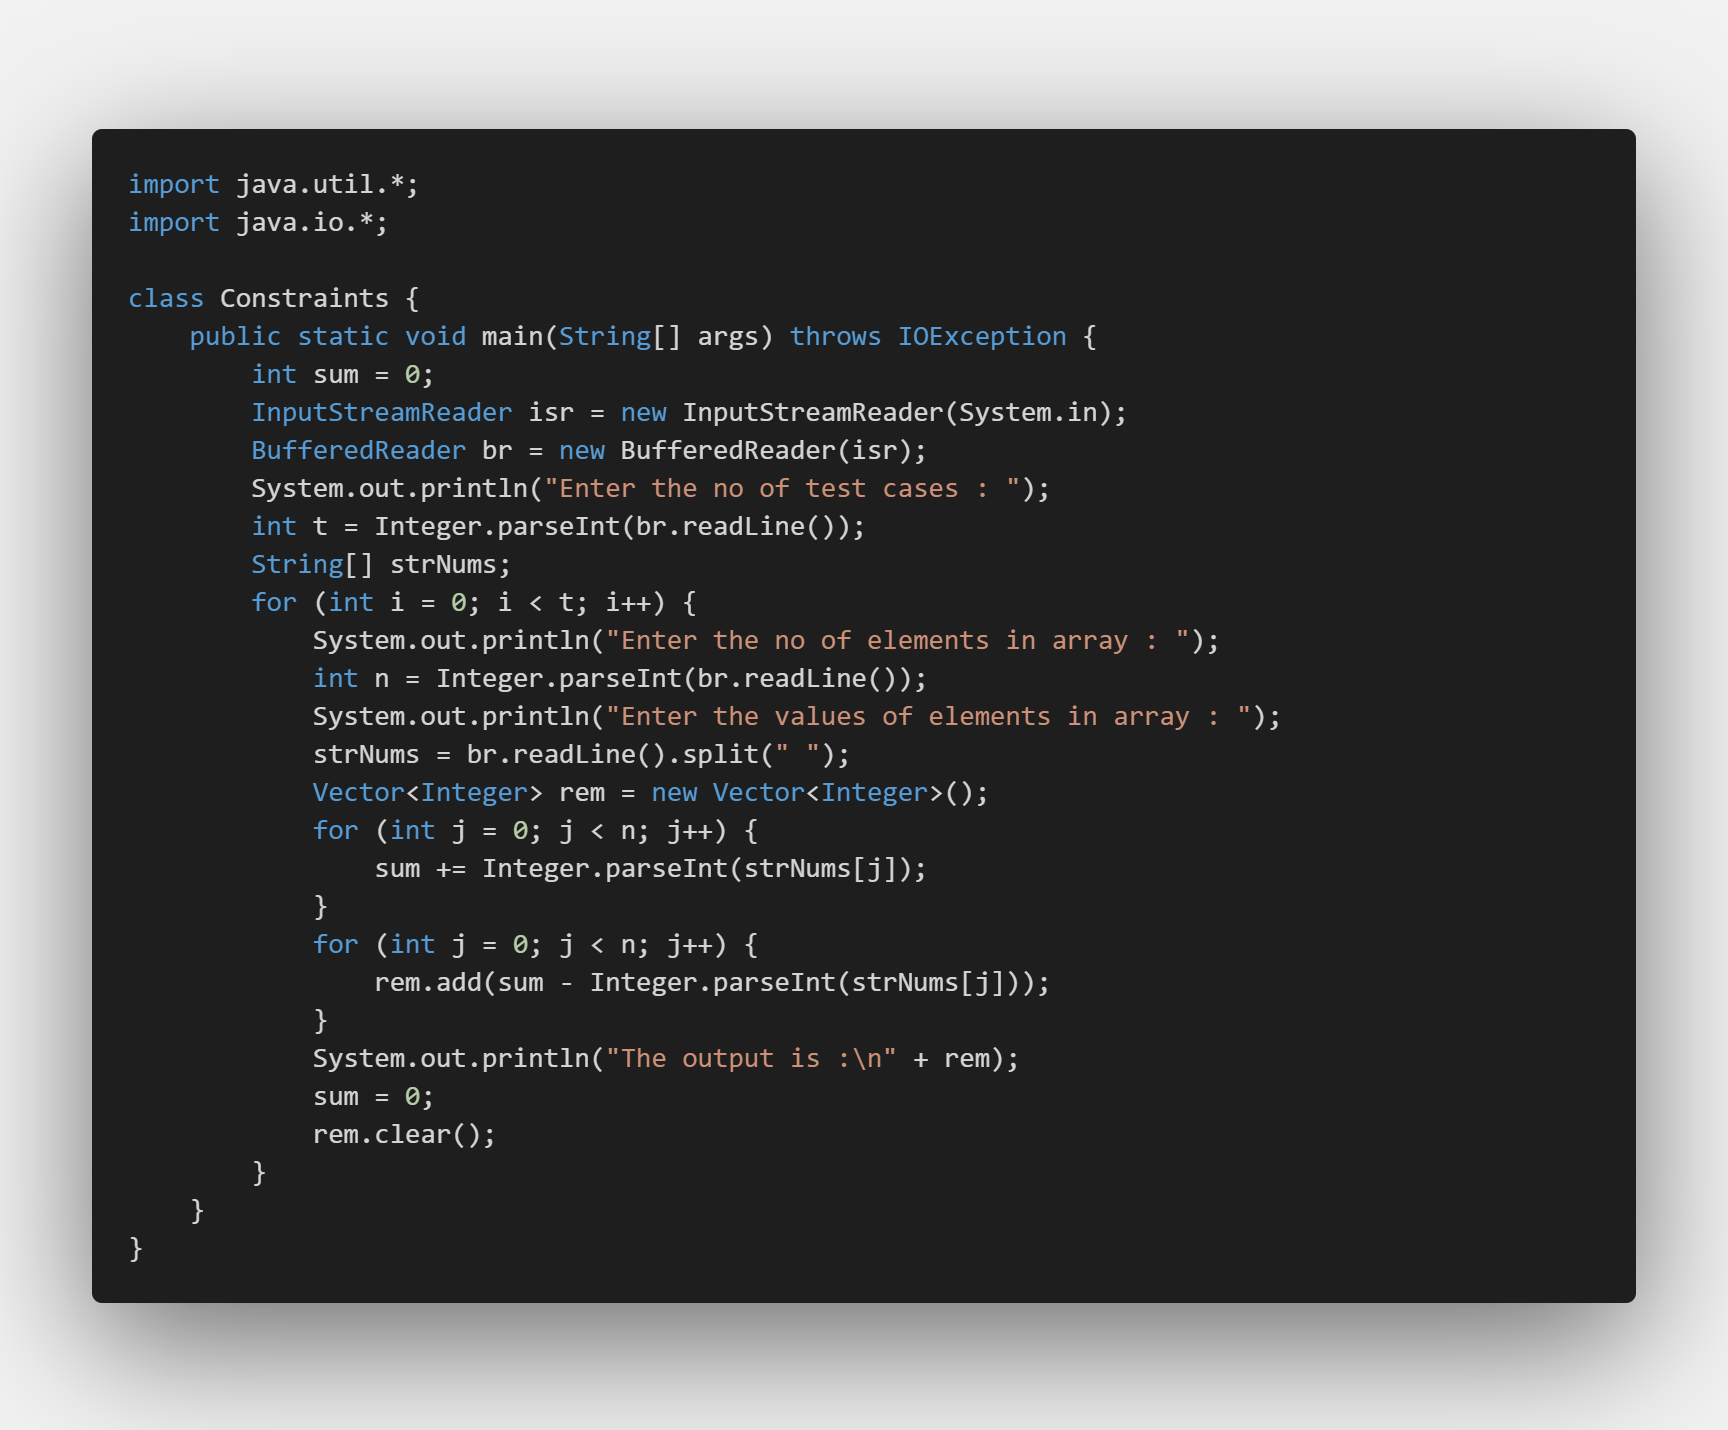 import java.util.*;
import java.io.*;

class Constraints {
    public static void main(String[] args) throws IOException {
        int sum = 0;
        InputStreamReader isr = new InputStreamReader(System.in);
        BufferedReader br = new BufferedReader(isr);
        System.out.println("Enter the no of test cases : ");
        int t = Integer.parseInt(br.readLine());
        String[] strNums;
        for (int i = 0; i < t; i++) {
            System.out.println("Enter the no of elements in array : ");
            int n = Integer.parseInt(br.readLine());
            System.out.println("Enter the values of elements in array : ");
            strNums = br.readLine().split(" ");
            Vector<Integer> rem = new Vector<Integer>();
            for (int j = 0; j < n; j++) {
                sum += Integer.parseInt(strNums[j]);
            }
            for (int j = 0; j < n; j++) {
                rem.add(sum - Integer.parseInt(strNums[j]));
            }
            System.out.println("The output is :\n" + rem);
            sum = 0;
            rem.clear();
        }
    }
}